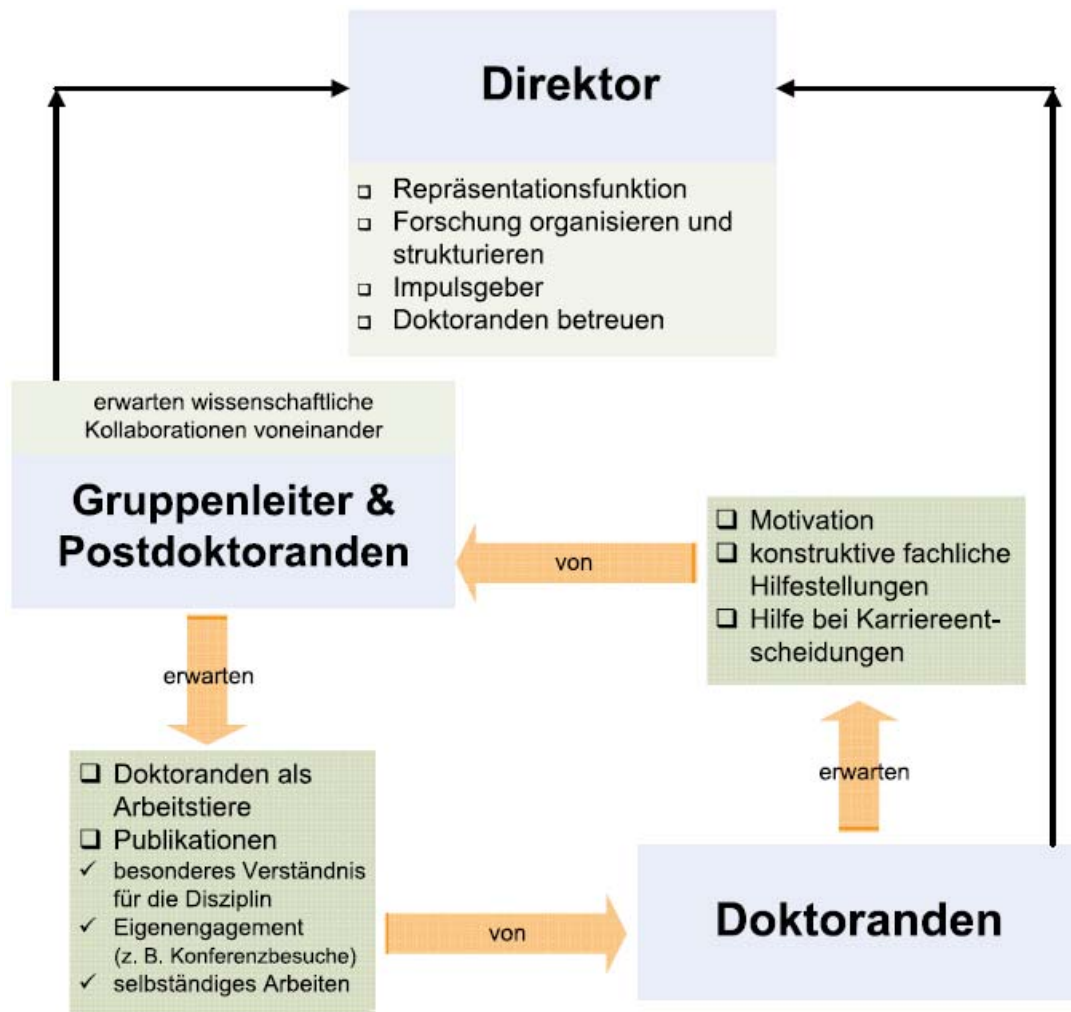 Direktor
❑ Repräsentationsfunktion
❑ Forschung organisieren und
strukturieren
❑ Impulsgeber
❑ Doktoranden betreuen
erwarten wissenschaftliche
Kollaborationen voneinander
Gruppenleiter &
Postdoktoranden
von
❑ Motivation
❑ konstruktive fachliche
Hilfestellungen
❑ Hilfe bei Karriereent-
scheidungen
erwarten
erwarten
❑ Doktoranden als
Arbeitstiere
❑ Publikationen
✓ besonderes Verständnis
für die Disziplin
✓ Eigenengagement
(z. B. Konferenzbesuche)
✓ selbständiges Arbeiten
von
Doktoranden